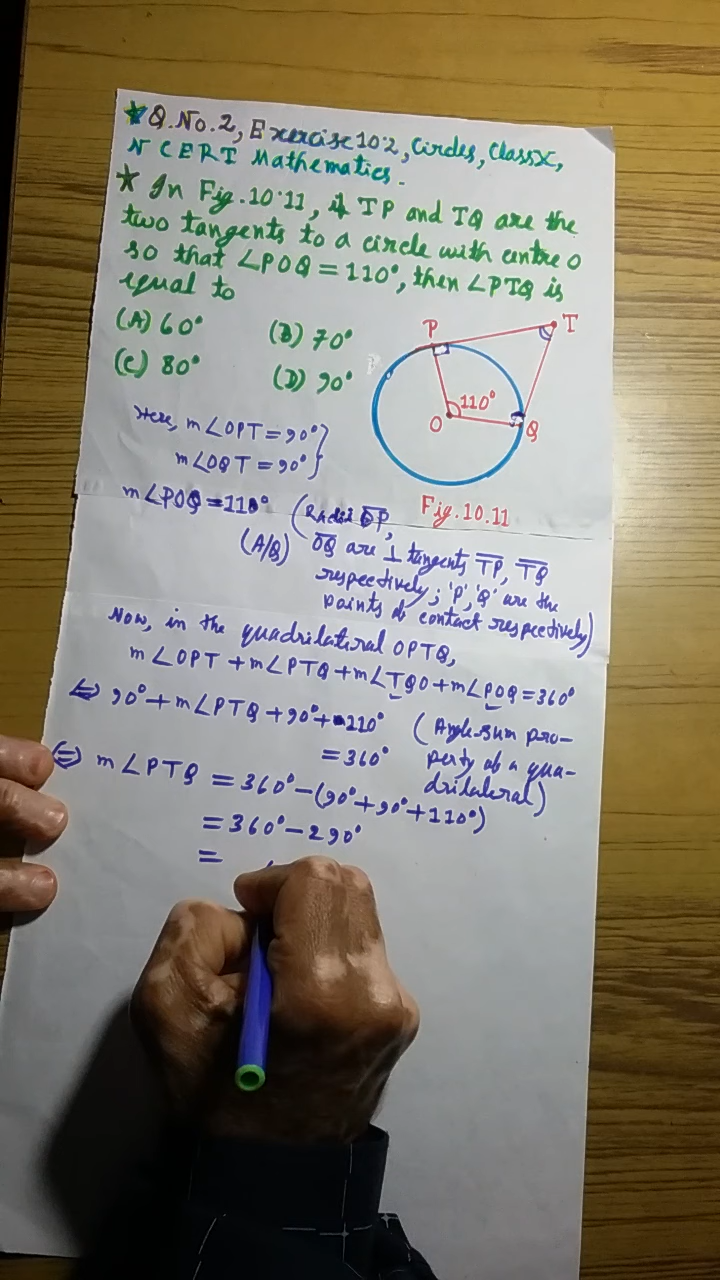 * Q.No.2, Exercise 10.2, Circles, Class X,
NCERT Mathematics.
* In Fig. 10.11, if TP and TQ are the
two tangents to a circle with centre O
so that ∠POQ = 110°, then ∠PTQ is
equal to
(A) 60° (B) 70°
(C) 80° (D) 90°
P T
O 110° Q
Fig. 10.11
Here, m∠OPT = 90° }
m∠OQT = 90° }
m∠POQ = 110° (Radii OP,
(A/Q) OQ are ⊥ tangents TP, TQ
respectively; 'P', 'Q' are the
points of contact respectively)
Now, in the quadrilateral OPTQ,
m∠OPT + m∠PTQ + m∠TQO + m∠POQ = 360°
⇔ 90° + m∠PTQ + 90° + 110° (Angle sum pro-
= 360° perty of a qua-
drilateral)
⇔ m∠PTQ = 360° - (90° + 90° + 110°)
= 360° - 290°
=